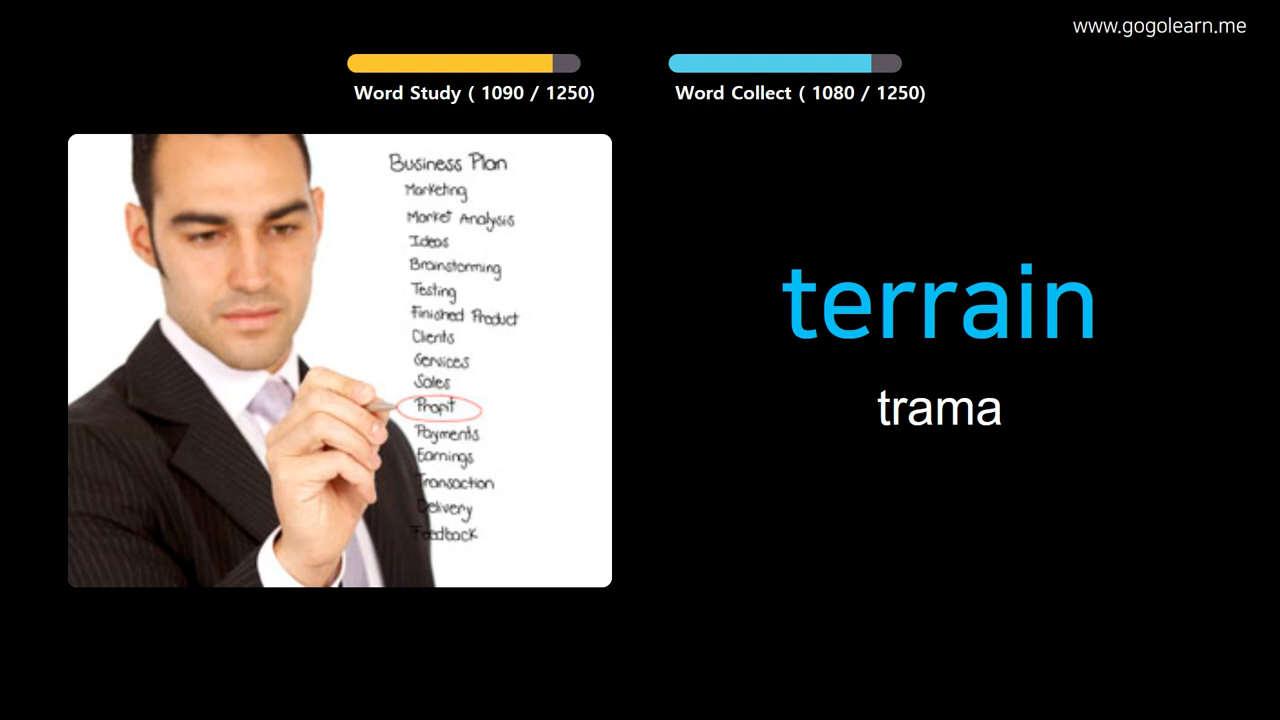 www.gogolearn.me
Word Study ( 1090 / 1250)
Word Collect ( 1080 / 1250)
Business Plan
Marketing
Market Analysis
Ideas
Brainstorming
Testing
Finished Product
Clients
Services
Sales
Profit
Payments
Earnings
Transaction
Delivery
Feedback
terrain
trama